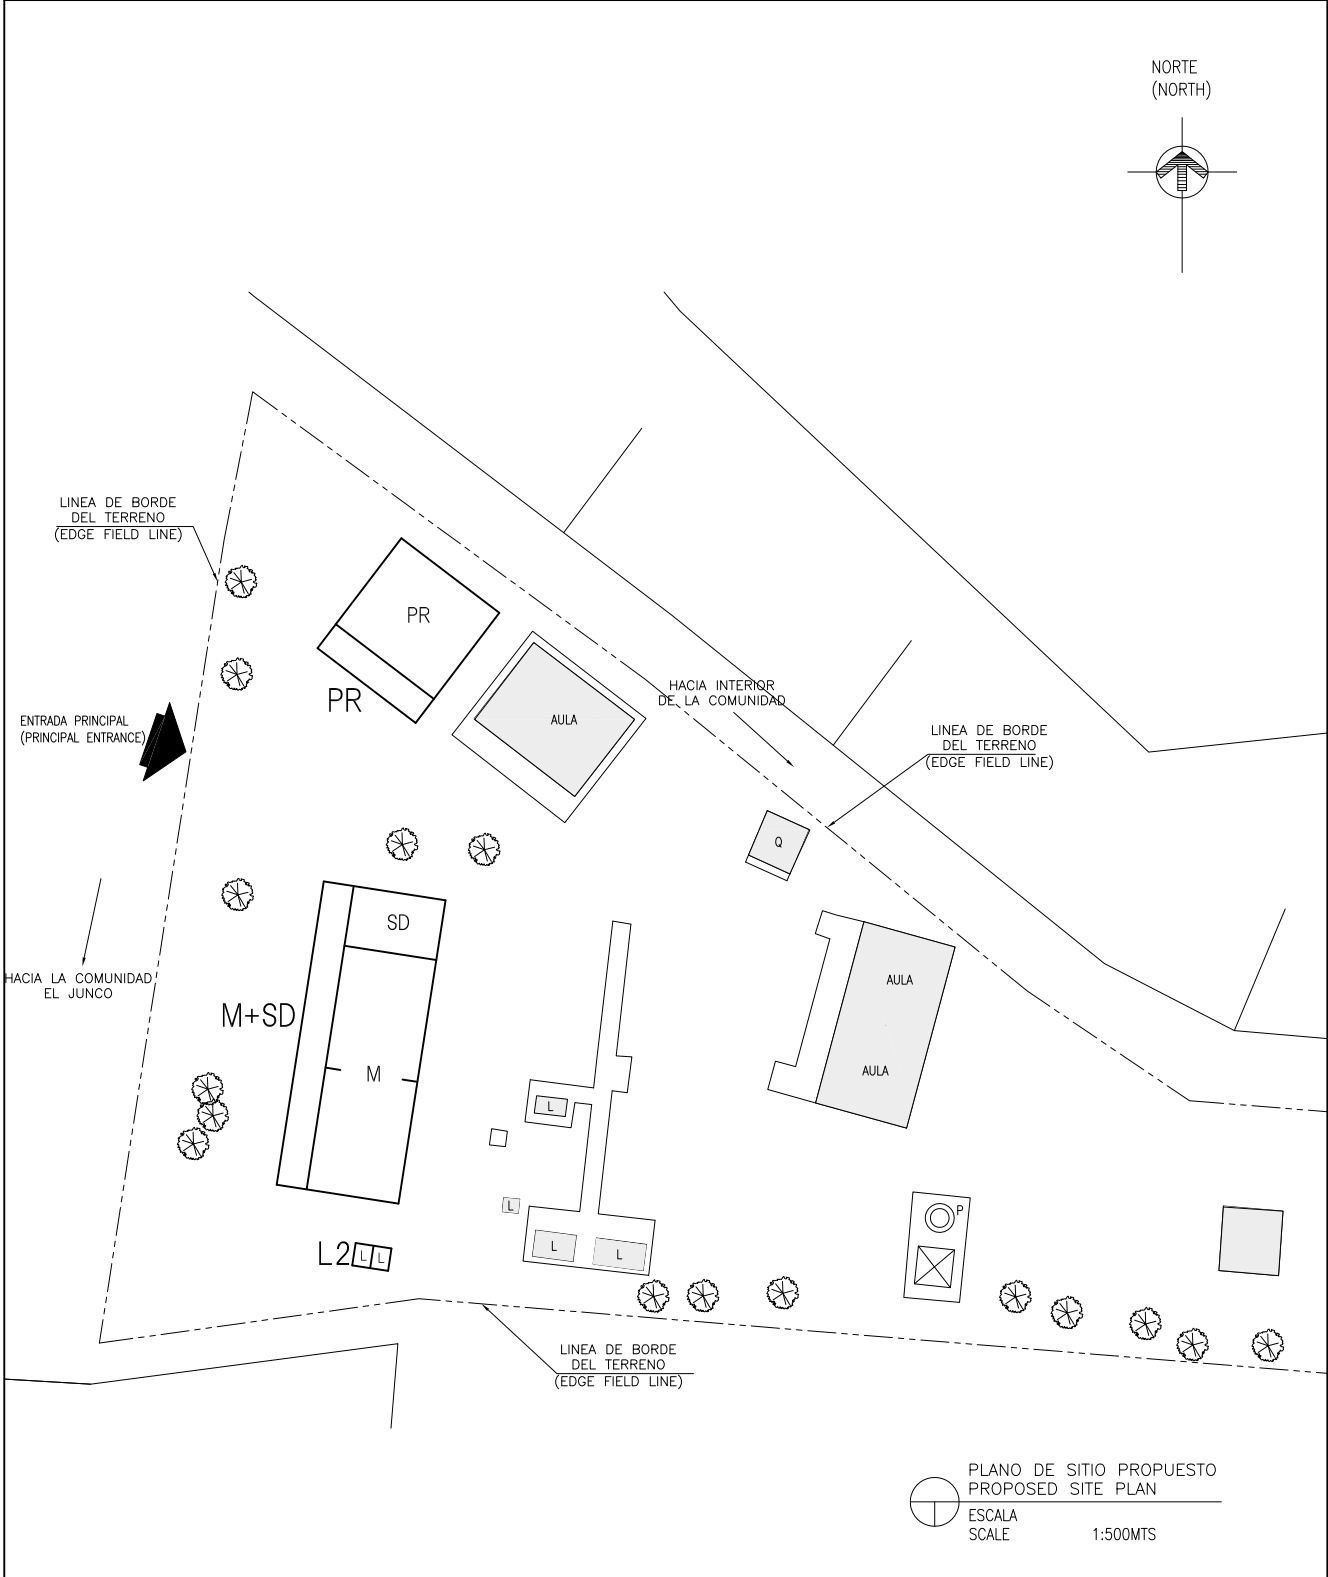 NORTE
(NORTH)
LINEA DE BORDE
DEL TERRENO
(EDGE FIELD LINE)
PR
PR
AULA
HACIA INTERIOR
DE LA COMUNIDAD
ENTRADA PRINCIPAL
(PRINCIPAL ENTRANCE)
LINEA DE BORDE
DEL TERRENO
(EDGE FIELD LINE)
Q
SD
HACIA LA COMUNIDAD
EL JUNCO
M+SD
M
AULA
AULA
L
L
L
L
P
L2
L
L
LINEA DE BORDE
DEL TERRENO
(EDGE FIELD LINE)
PLANO DE SITIO PROPUESTO
PROPOSED SITE PLAN
ESCALA
SCALE 1:500MTS